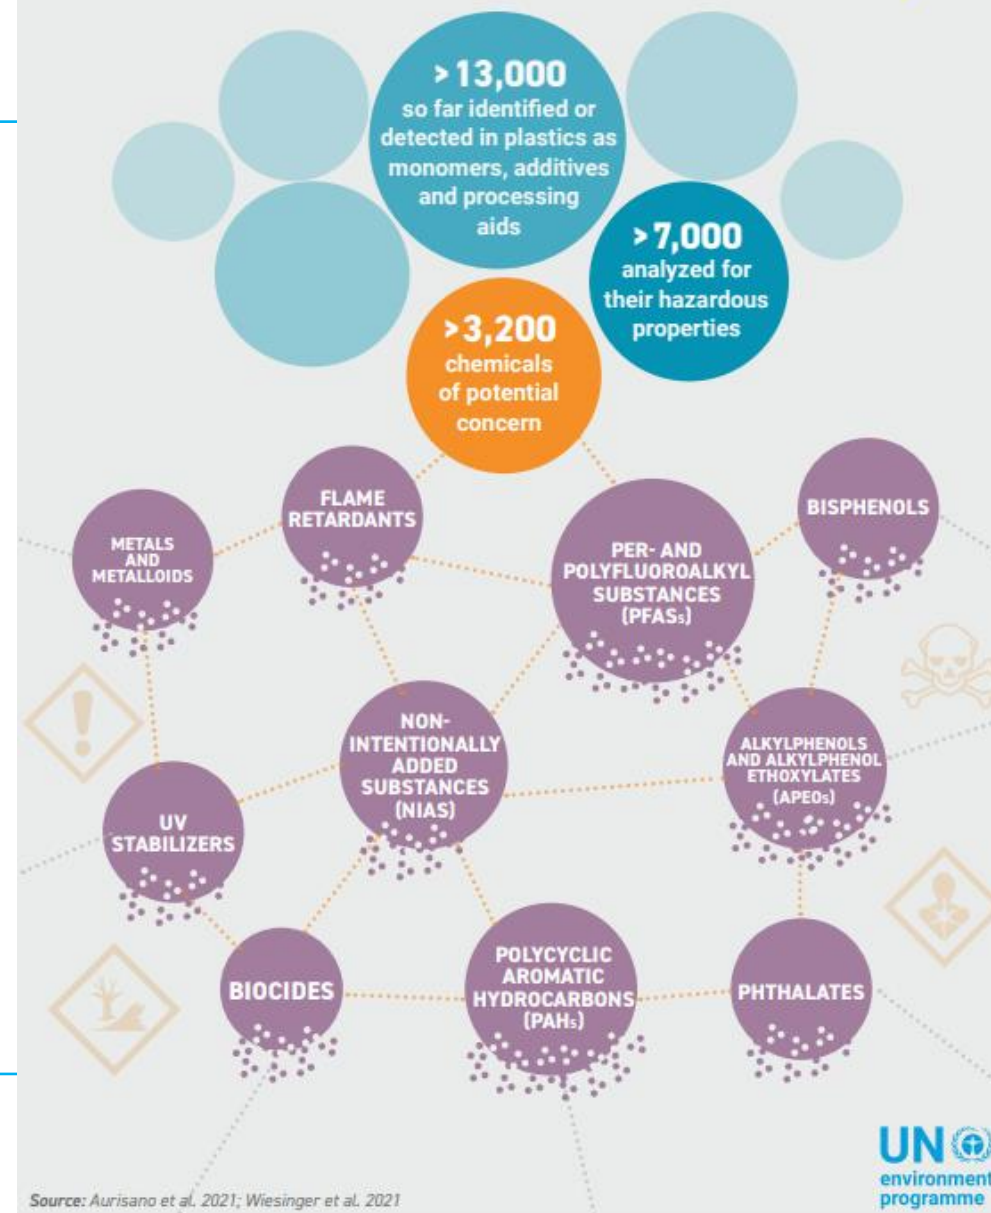 >13,000
so far identified or
detected in plastics as
monomers, additives
and processing
aids
>7,000
analyzed for
their hazardous
properties
>3,200
chemicals
of potential
concern
FLAME
RETARDANTS
BISPHENOLS
METALS
AND
METALLOIDS
PER- AND
POLYFLUOROALKYL
SUBSTANCES
(PFASs)
NON-
INTENTIONALLY
ADDED
SUBSTANCES
(NIAS)
ALKYLPHENOLS
AND ALKYLPHENOL
ETHOXYLATES
(APEOs)
UV
STABILIZERS
BIOCIDES
POLYCYCLIC
AROMATIC
HYDROCARBONS
(PAHs)
PHTHALATES
UN
environment
programme
Source: Aurisano et al. 2021; Wiesinger et al. 2021